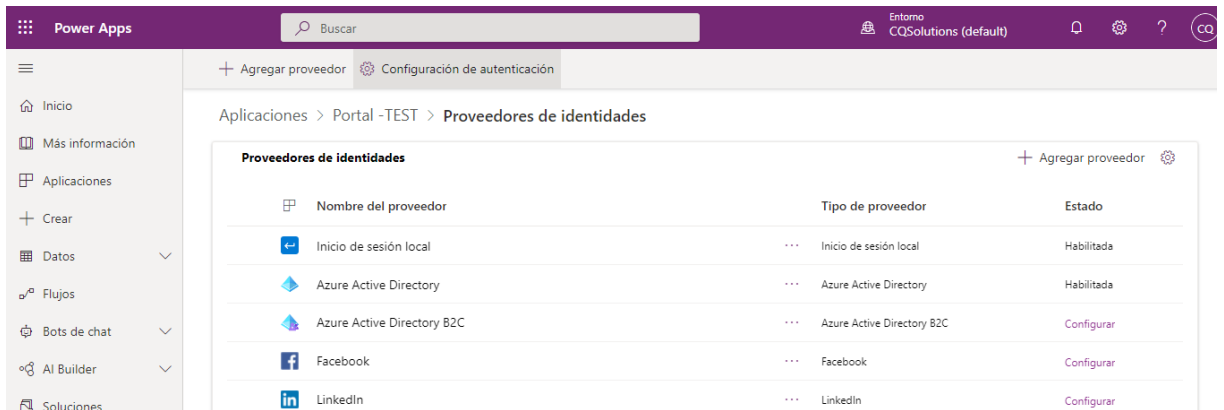 Power Apps
Buscar
Entorno
CQSolutions (default)
?
CQ
Agregar proveedor
Configuración de autenticación
Inicio
Más información
Aplicaciones
Crear
Datos
Flujos
Bots de chat
AI Builder
Soluciones
Aplicaciones > Portal -TEST > Proveedores de identidades
Proveedores de identidades
Agregar proveedor
Nombre del proveedor Tipo de proveedor Estado
Inicio de sesión local ... Inicio de sesión local Habilitada
Azure Active Directory ... Azure Active Directory Habilitada
Azure Active Directory B2C ... Azure Active Directory B2C Configurar
Facebook ... Facebook Configurar
LinkedIn ... LinkedIn Configurar